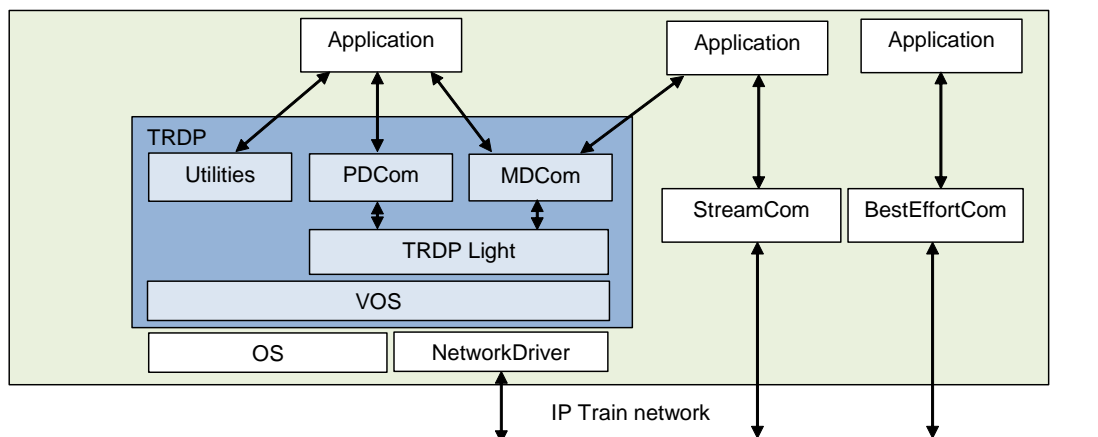 Application
Application
Application
TRDP
Utilities
PDCom
MDCom
StreamCom
BestEffortCom
TRDP Light
VOS
OS
NetworkDriver
IP Train network